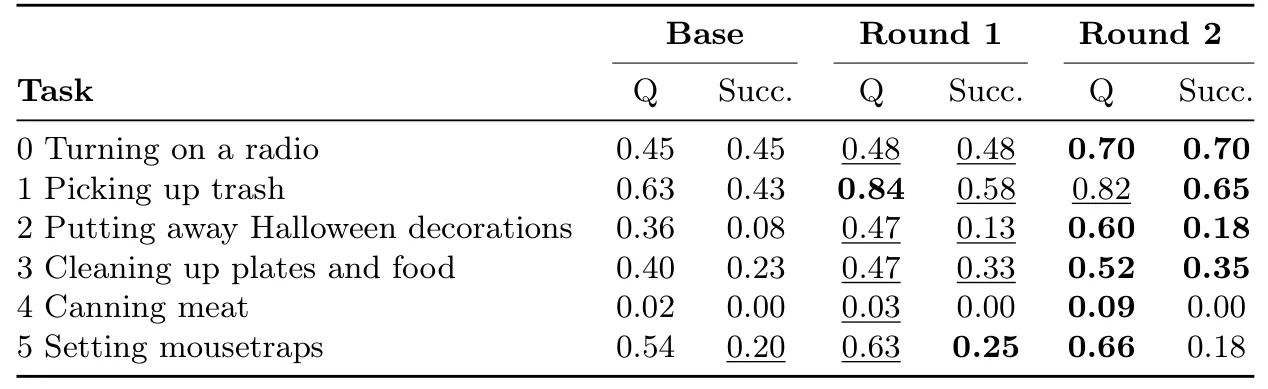 Base Round 1 Round 2
Task Q Succ. Q Succ. Q Succ.
0 Turning on a radio 0.45 0.45 0.48 0.48 0.70 0.70
1 Picking up trash 0.63 0.43 0.84 0.58 0.82 0.65
2 Putting away Halloween decorations 0.36 0.08 0.47 0.13 0.60 0.18
3 Cleaning up plates and food 0.40 0.23 0.47 0.33 0.52 0.35
4 Canning meat 0.02 0.00 0.03 0.00 0.09 0.00
5 Setting mousetraps 0.54 0.20 0.63 0.25 0.66 0.18